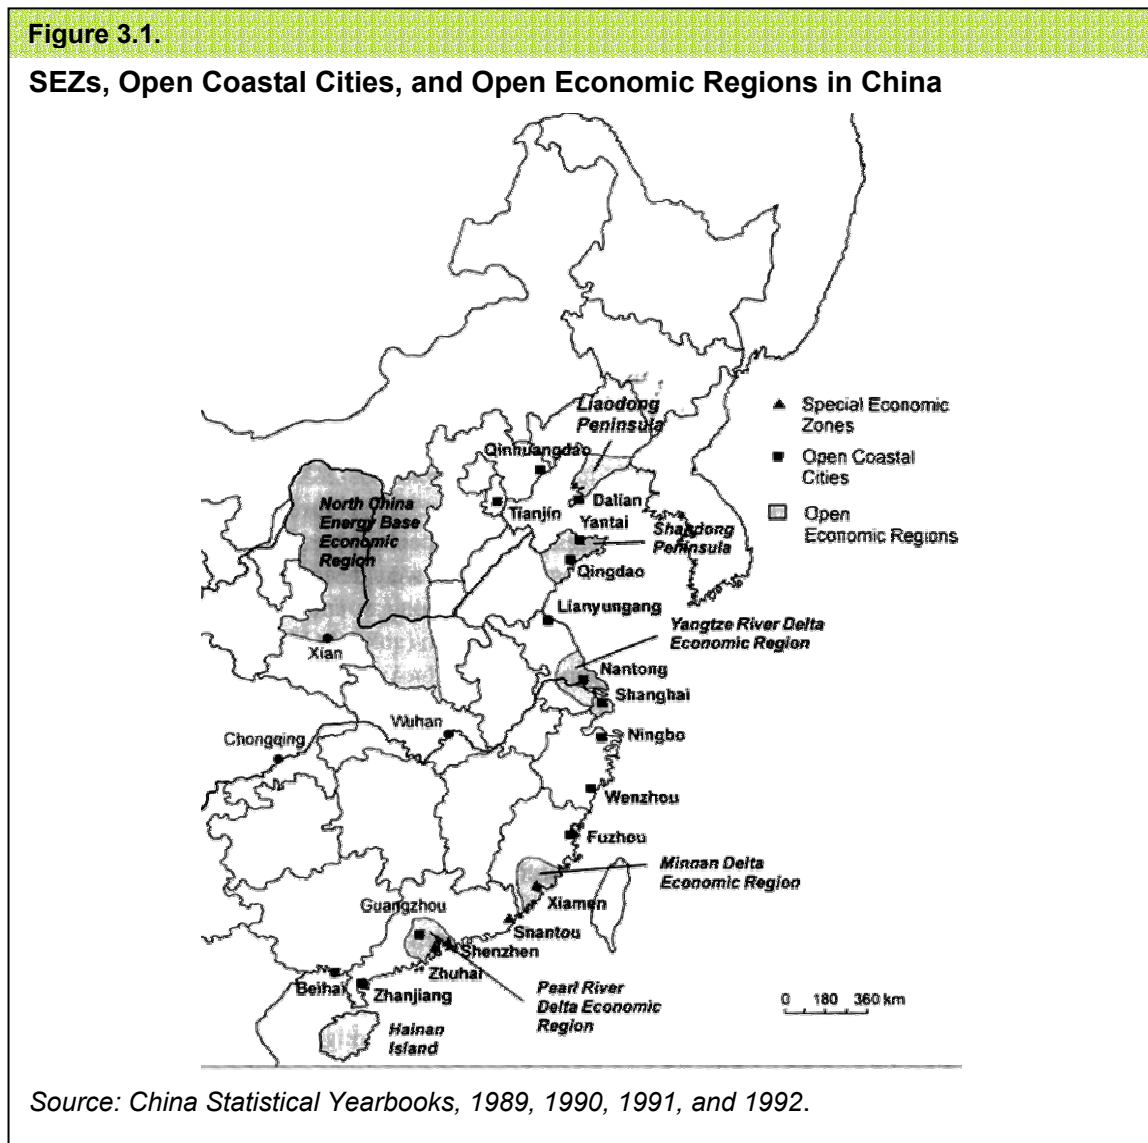 Figure 3.1.
SEZs, Open Coastal Cities, and Open Economic Regions in China
Liaodong
Peninsula
Qinhuangdao
Special Economic
Zones
Open Coastal
Cities
Open
Economic Regions
North China
Energy Base
Economic
Region
Tianjin
Dalian
Yantai
Shandong
Peninsula
Qingdao
Lianyungang
Yangtze River Delta
Economic Region
Xian
Nantong
Shanghai
Wuhan
Ningbo
Chongqing
Wenzhou
Fuzhou
Minnan Delta
Economic Region
Xiamen
Guangzhou
Snantou
Shenzhen
Zhuhai
Beihai
Zhanjiang
Pearl River
Delta Economic
Region
0 180 360 km
Hainan
Island
Source: China Statistical Yearbooks, 1989, 1990, 1991, and 1992.